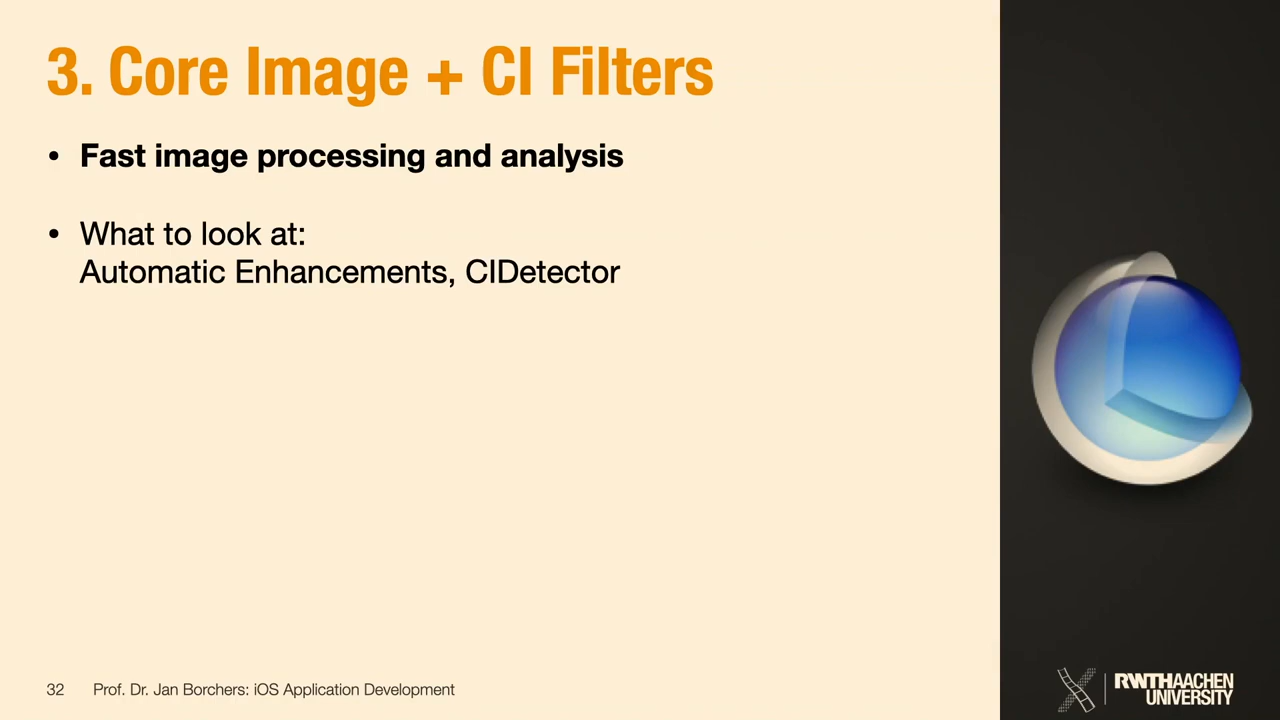 3. Core Image + CI Filters
• Fast image processing and analysis
• What to look at:
Automatic Enhancements, CIDetector
32 Prof. Dr. Jan Borchers: iOS Application Development
RWTHAACHEN
UNIVERSITY